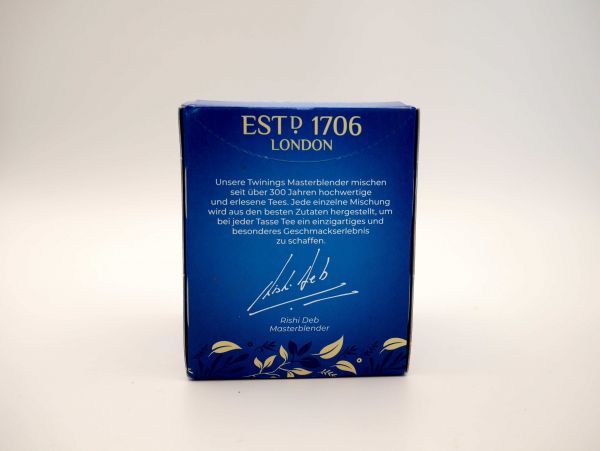 ESTD 1706
LONDON
Unsere Twinings Masterblender mischen
seit über 300 Jahren hochwertige
und erlesene Tees. Jede einzelne Mischung
wird aus den besten Zutaten hergestellt, um
bei jeder Tasse Tee ein einzigartiges und
besonderes Geschmackserlebnis
zu schaffen.
Rishi Deb
Rishi Deb
Masterblender